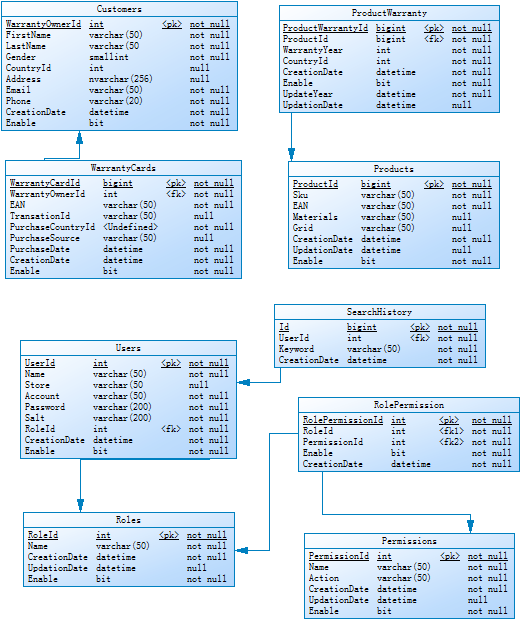 Customers
WarrantyOwnerId int <pk> not null
FirstName varchar(50) not null
LastName varchar(50 not null
Gender smallint not null
CountryId int null
Address nvarchar(256) null
Email varchar(50) not null
Phone varchar(20) not null
CreationDate datetime not null
Enable bit not null
ProductWarranty
ProductWarrantyId bigint <pk> not null
ProductId bigint <fk> not null
WarrantyYear int not null
CountryId int not null
CreationDate datetime not null
Enable bit not null
UpdateYear datetime not null
UpdationDate datetime null
WarrantyCards
WarrantyCardId bigint <pk> not null
WarrantyOwnerId int <fk> not null
EAN varchar(50) not null
TransationId varchar(50) null
PurchaseCountryId <Undefined> not null
PurchaseSource varchar(50) null
PurchaseDate datetime not null
CreationDate datetime not null
Enable bit not null
Products
ProductId bigint <pk> not null
Sku varchar(50) not null
EAN varchar(50) not null
Materials varchar(50) null
Grid varchar(50) null
CreationDate datetime not null
UpdationDate datetime null
Enable bit not null
SearchHistory
Id bigint <pk> not null
UserId int <fk> not null
Keyword varchar(50) not null
CreationDate datetime not null
Users
UserId int <pk> not null
Name varchar(50) not null
Store varchar(50 null
Account varchar(50) not null
Password varchar(200) not null
Salt varchar(200) not null
RoleId int <fk> not null
CreationDate datetime not null
Enable bit not null
RolePermission
RolePermissionId int <pk> not null
RoleId int <fk1> not null
PermissionId int <fk2> not null
Enable bit not null
CreationDate datetime not null
Roles
RoleId int <pk> not null
Name varchar(50) not null
CreationDate datetime not null
UpdationDate datetime null
Enable bit not null
Permissions
PermissionId int <pk> not null
Name varchar(50) not null
Action varchar(50) not null
CreationDate datetime not null
UpdationDate datetime null
Enable bit not null